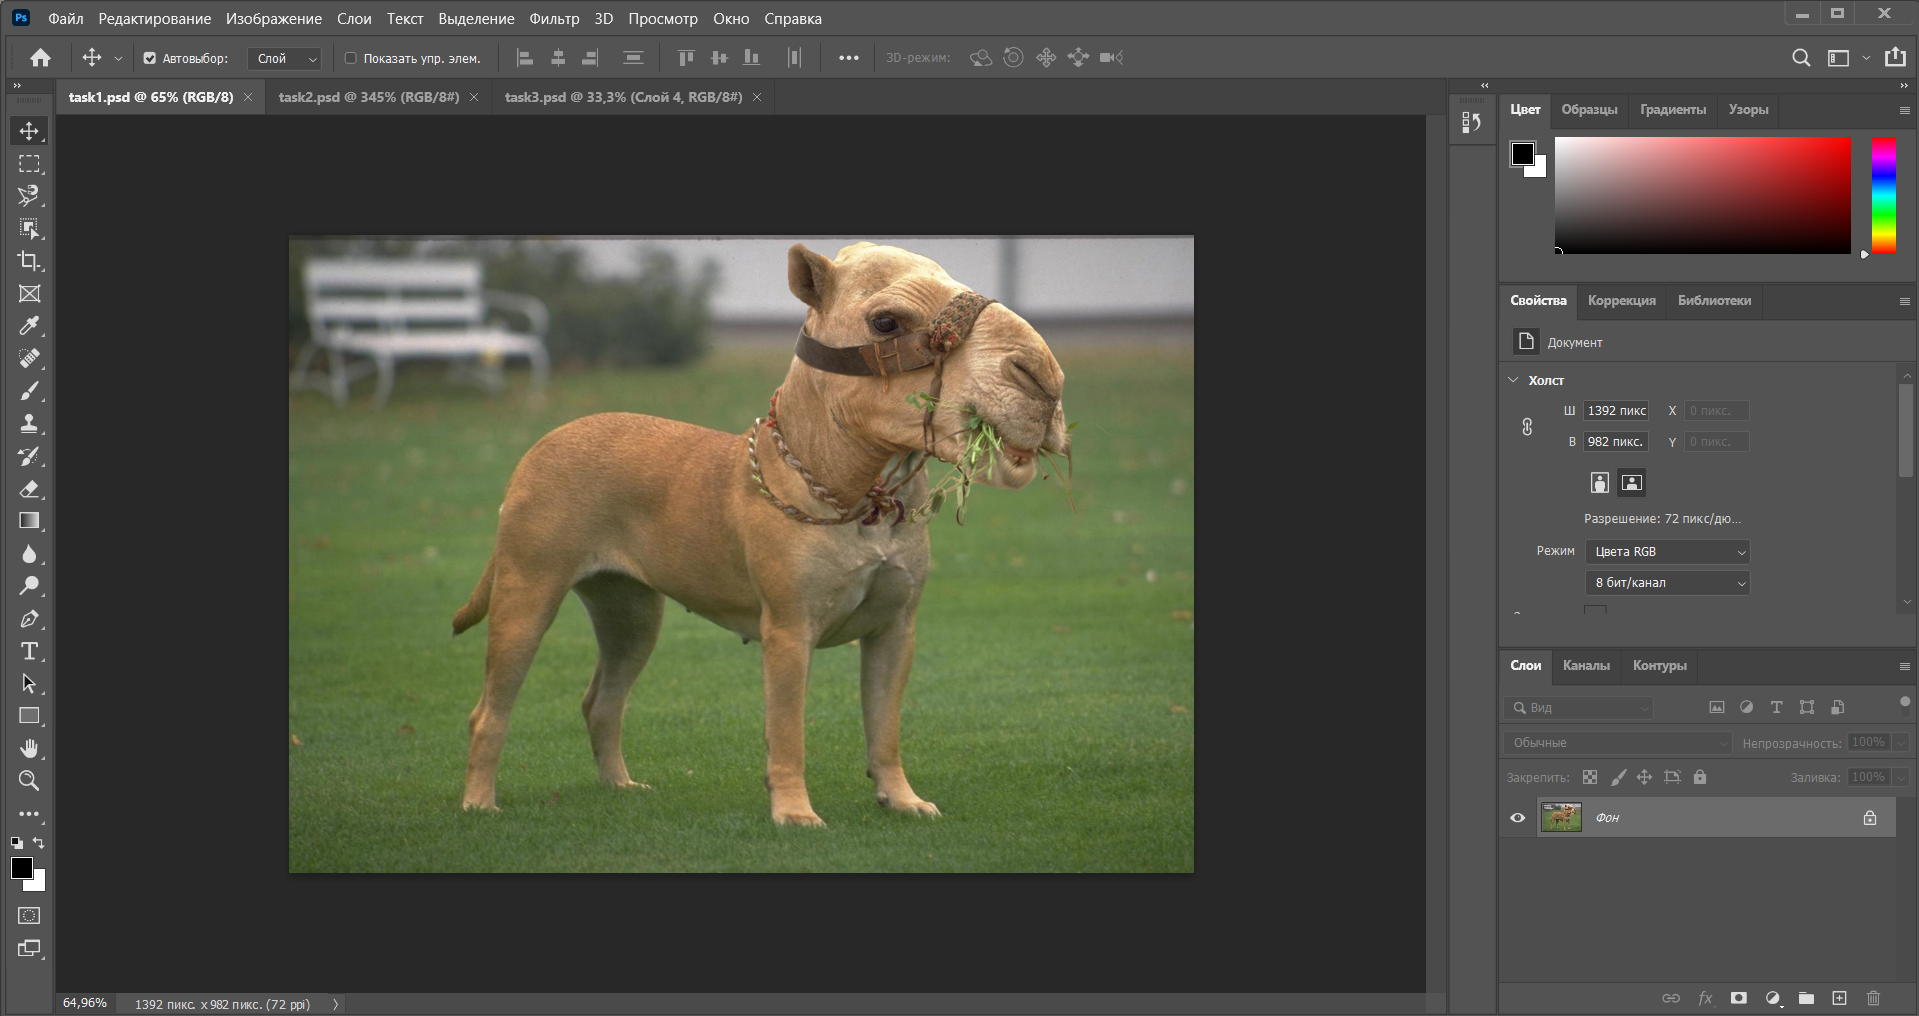 Ps Файл Редактирование Изображение Слои Текст Выделение Фильтр 3D Просмотр Окно Справка
Автовыбор: Слой Показать упр. элем. 3D-режим:
task1.psd @ 65% (RGB/8) task2.psd @ 345% (RGB/8#) task3.psd @ 33,3% (Слой 4, RGB/8#)
Цвет Образцы Градиенты Узоры
Свойства Коррекция Библиотеки
Документ
Холст
Ш 1392 пикс X 0 пикс.
В 982 пикс. Y 0 пикс.
Разрешение: 72 пикс/дю...
Режим Цвета RGB
8 бит/канал
Слои Каналы Контуры
Вид
Обычные Непрозрачность: 100%
Закрепить: Заливка: 100%
Фон
64,96% 1392 пикс. x 982 пикс. (72 ppi)
fx